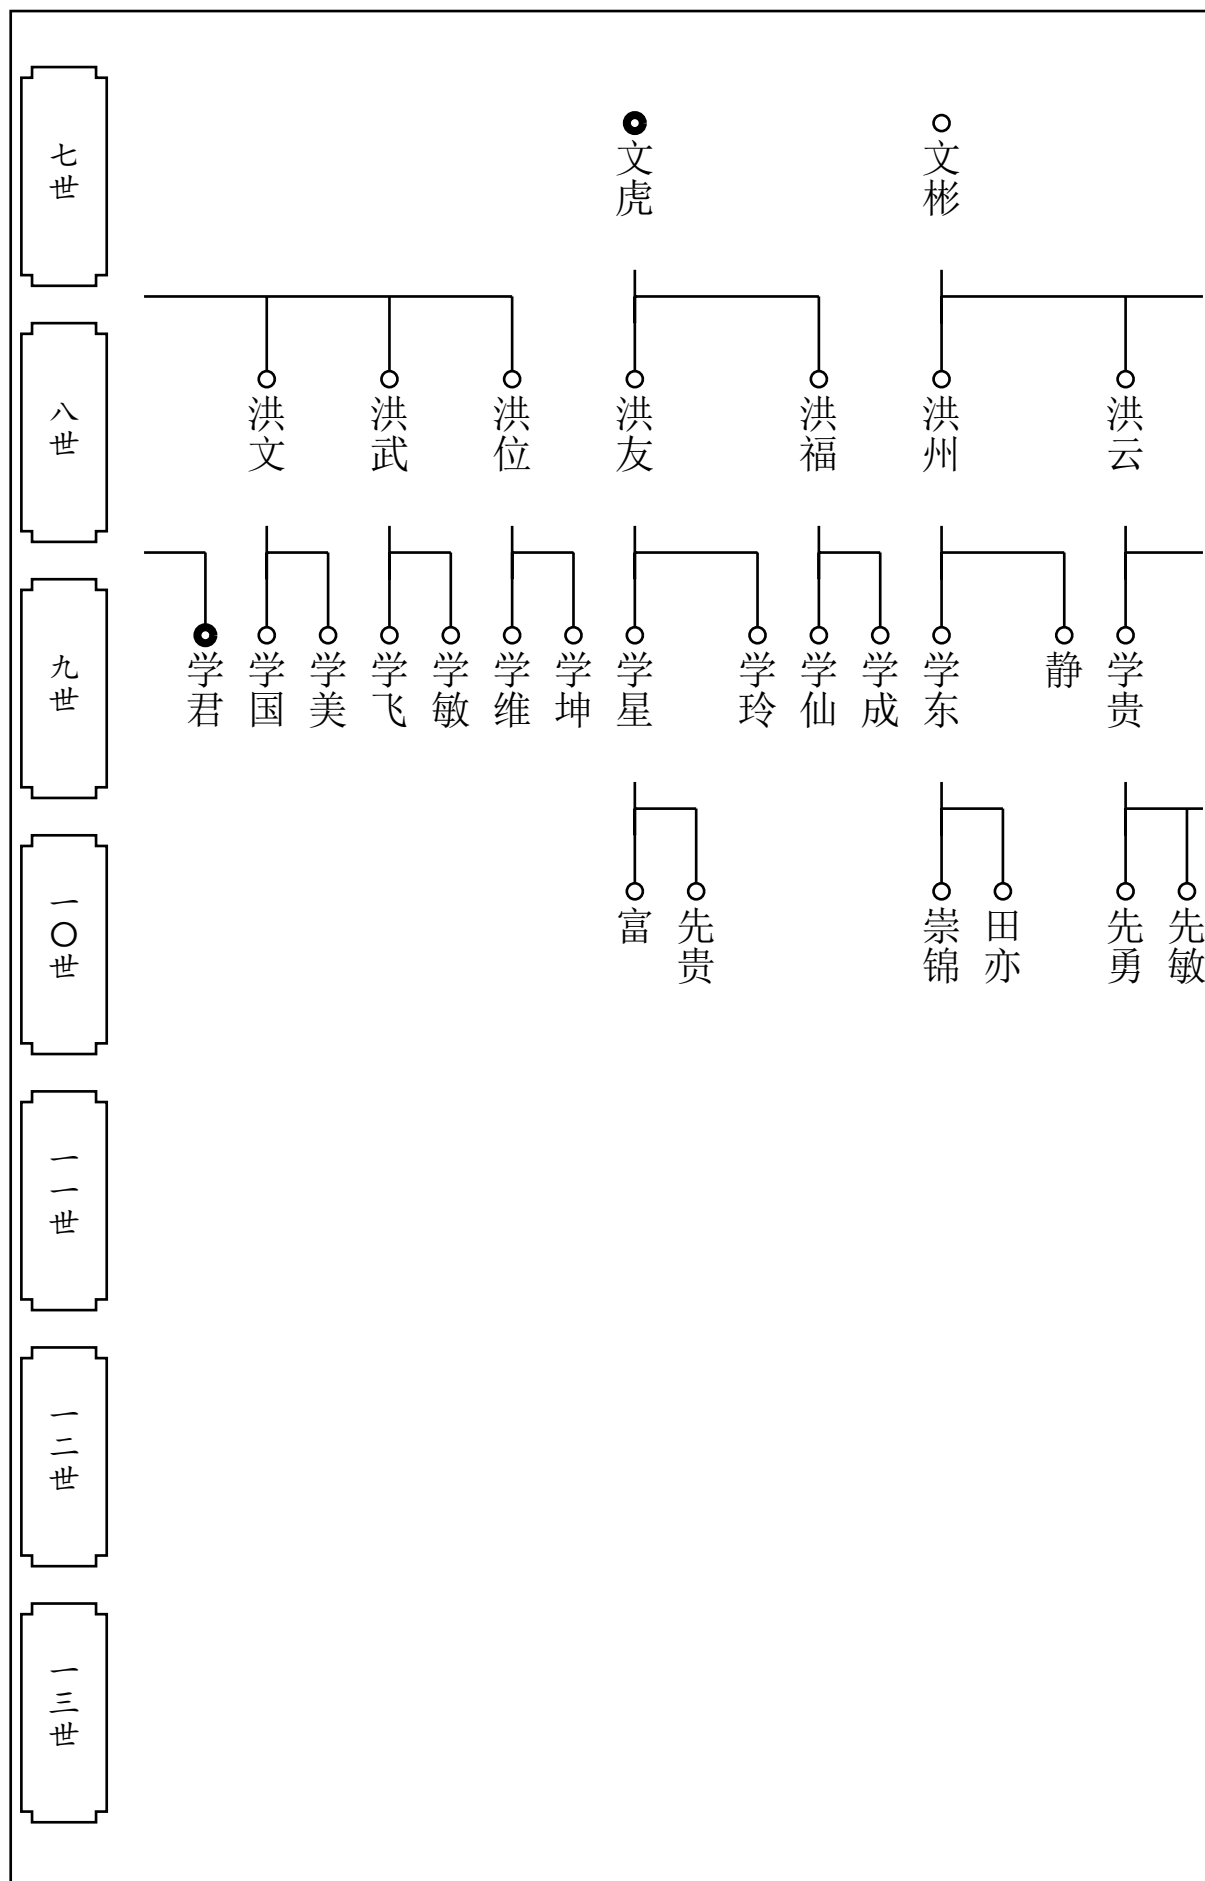 七世
文彬
文虎
八世
洪云
洪州
洪福
洪友
洪位
洪武
洪文
九世
学贵
静
学东
学成
学仙
学玲
学星
学坤
学维
学敏
学飞
学美
学国
学君
一〇世
先敏
先勇
田亦
崇锦
先贵
富
一一世
一二世
一三世